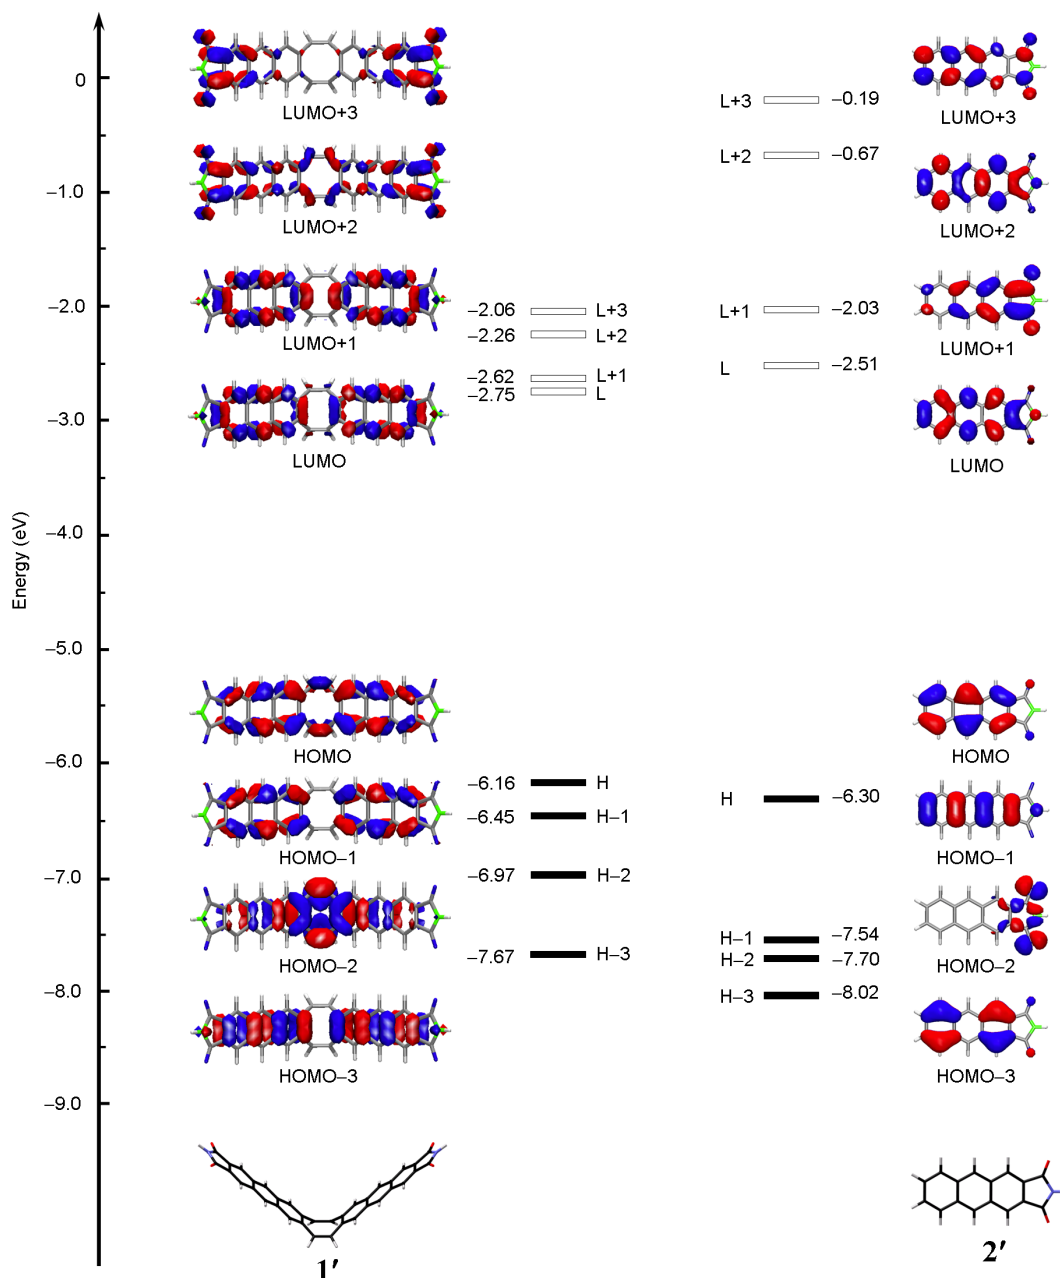 Energy (eV)
0
−1.0
−2.0
−3.0
−4.0
−5.0
−6.0
−7.0
−8.0
−9.0
LUMO+3
LUMO+2
LUMO+1
LUMO
HOMO
HOMO−1
HOMO−2
HOMO−3
1′
−2.06 L+3
−2.26 L+2
−2.62 L+1
−2.75 L
−6.16 H
−6.45 H−1
−6.97 H−2
−7.67 H−3
L+3 −0.19
L+2 −0.67
L+1 −2.03
L −2.51
H −6.30
H−1 −7.54
H−2 −7.70
H−3 −8.02
LUMO+3
LUMO+2
LUMO+1
LUMO
HOMO
HOMO−1
HOMO−2
HOMO−3
2′